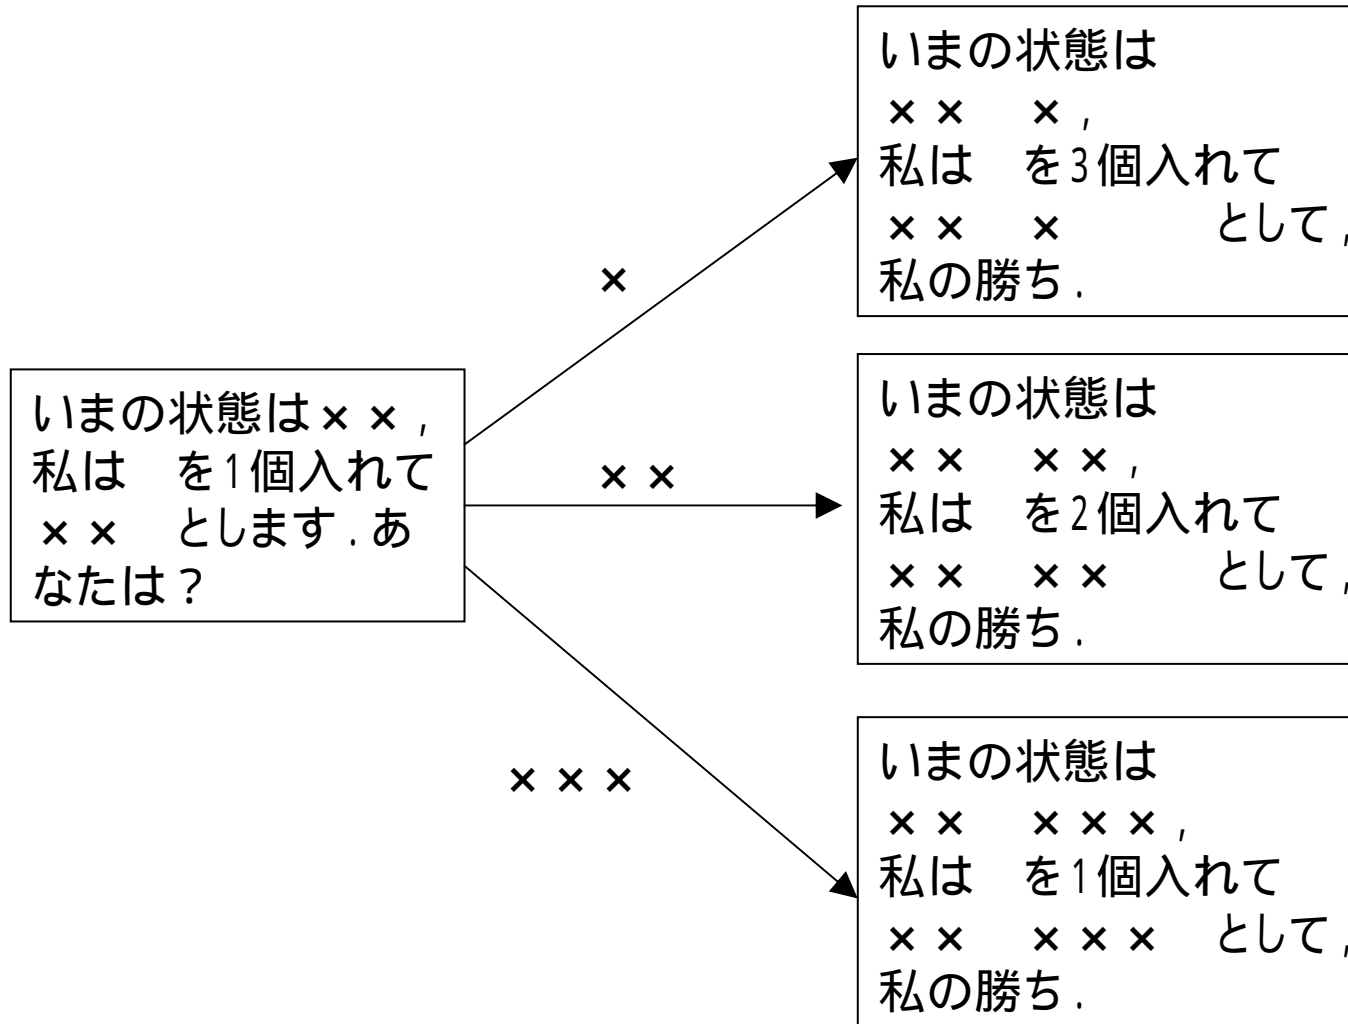 いまの状態は
××　×,
私は　を3個入れて
××　×　　　として,
私の勝ち.
×
いまの状態は××,
私は　を1個入れて
××　とします.あ
なたは?
××
いまの状態は
××　××,
私は　を2個入れて
××　××　　として,
私の勝ち.
×××
いまの状態は
××　×××,
私は　を1個入れて
××　×××　として,
私の勝ち.